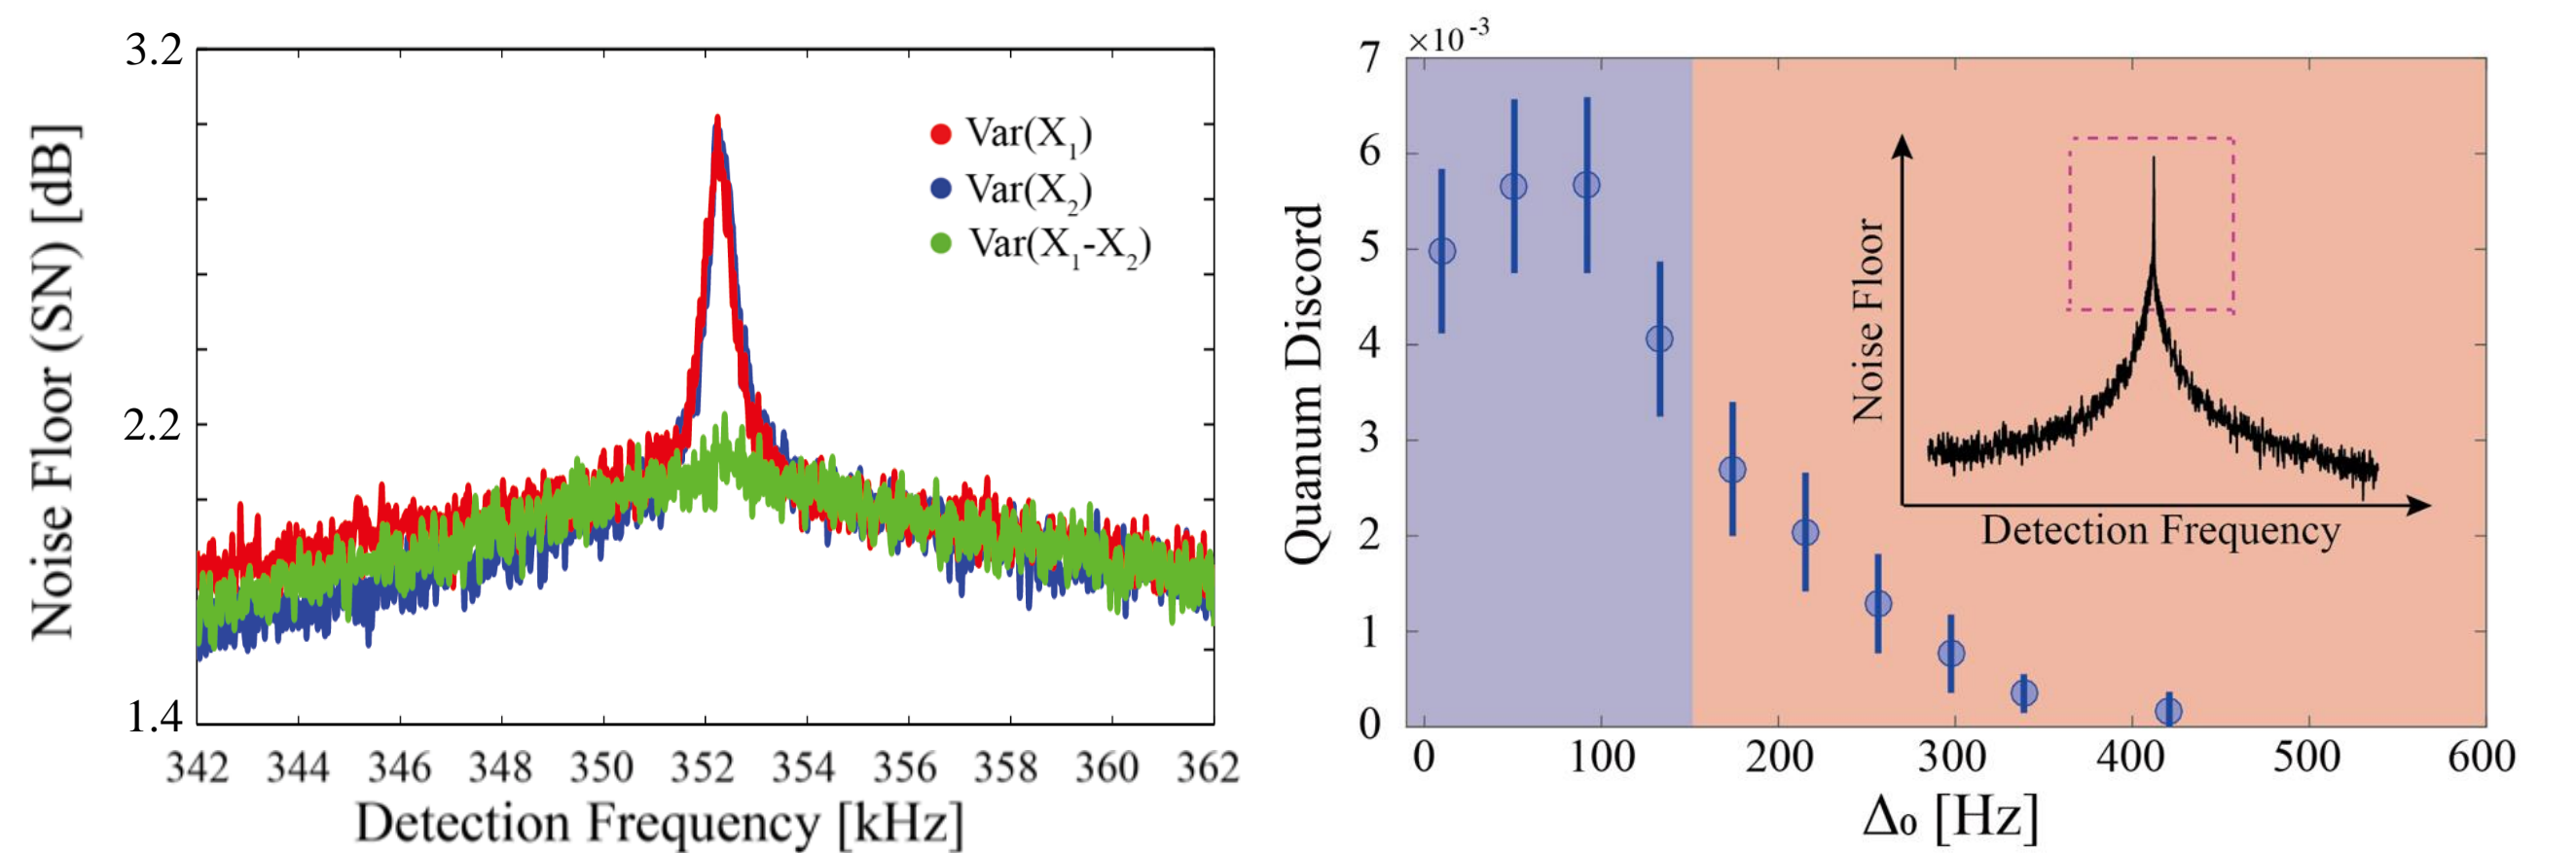 3.2
2.2
1.4
Noise Floor (SN) [dB]
Var(X1)
Var(X2)
Var(X1-X2)
342 344 346 348 350 352 354 356 358 360 362
Detection Frequency [kHz]
×10-3
7
6
5
4
3
2
1
0
Quanum Discord
Noise Floor
Detection Frequency
0 100 200 300 400 500 600
Δ0 [Hz]